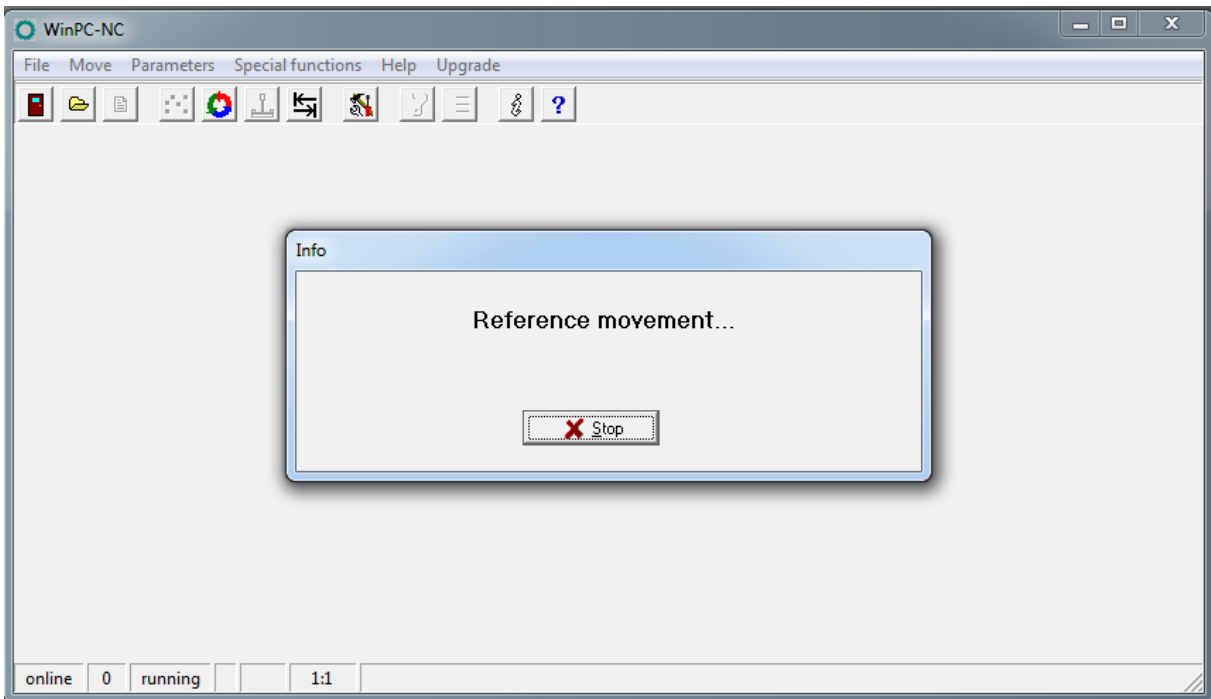 WinPC-NC
File Move Parameters Special functions Help Upgrade
?
Info
Reference movement...
Stop
online 0 running 1:1